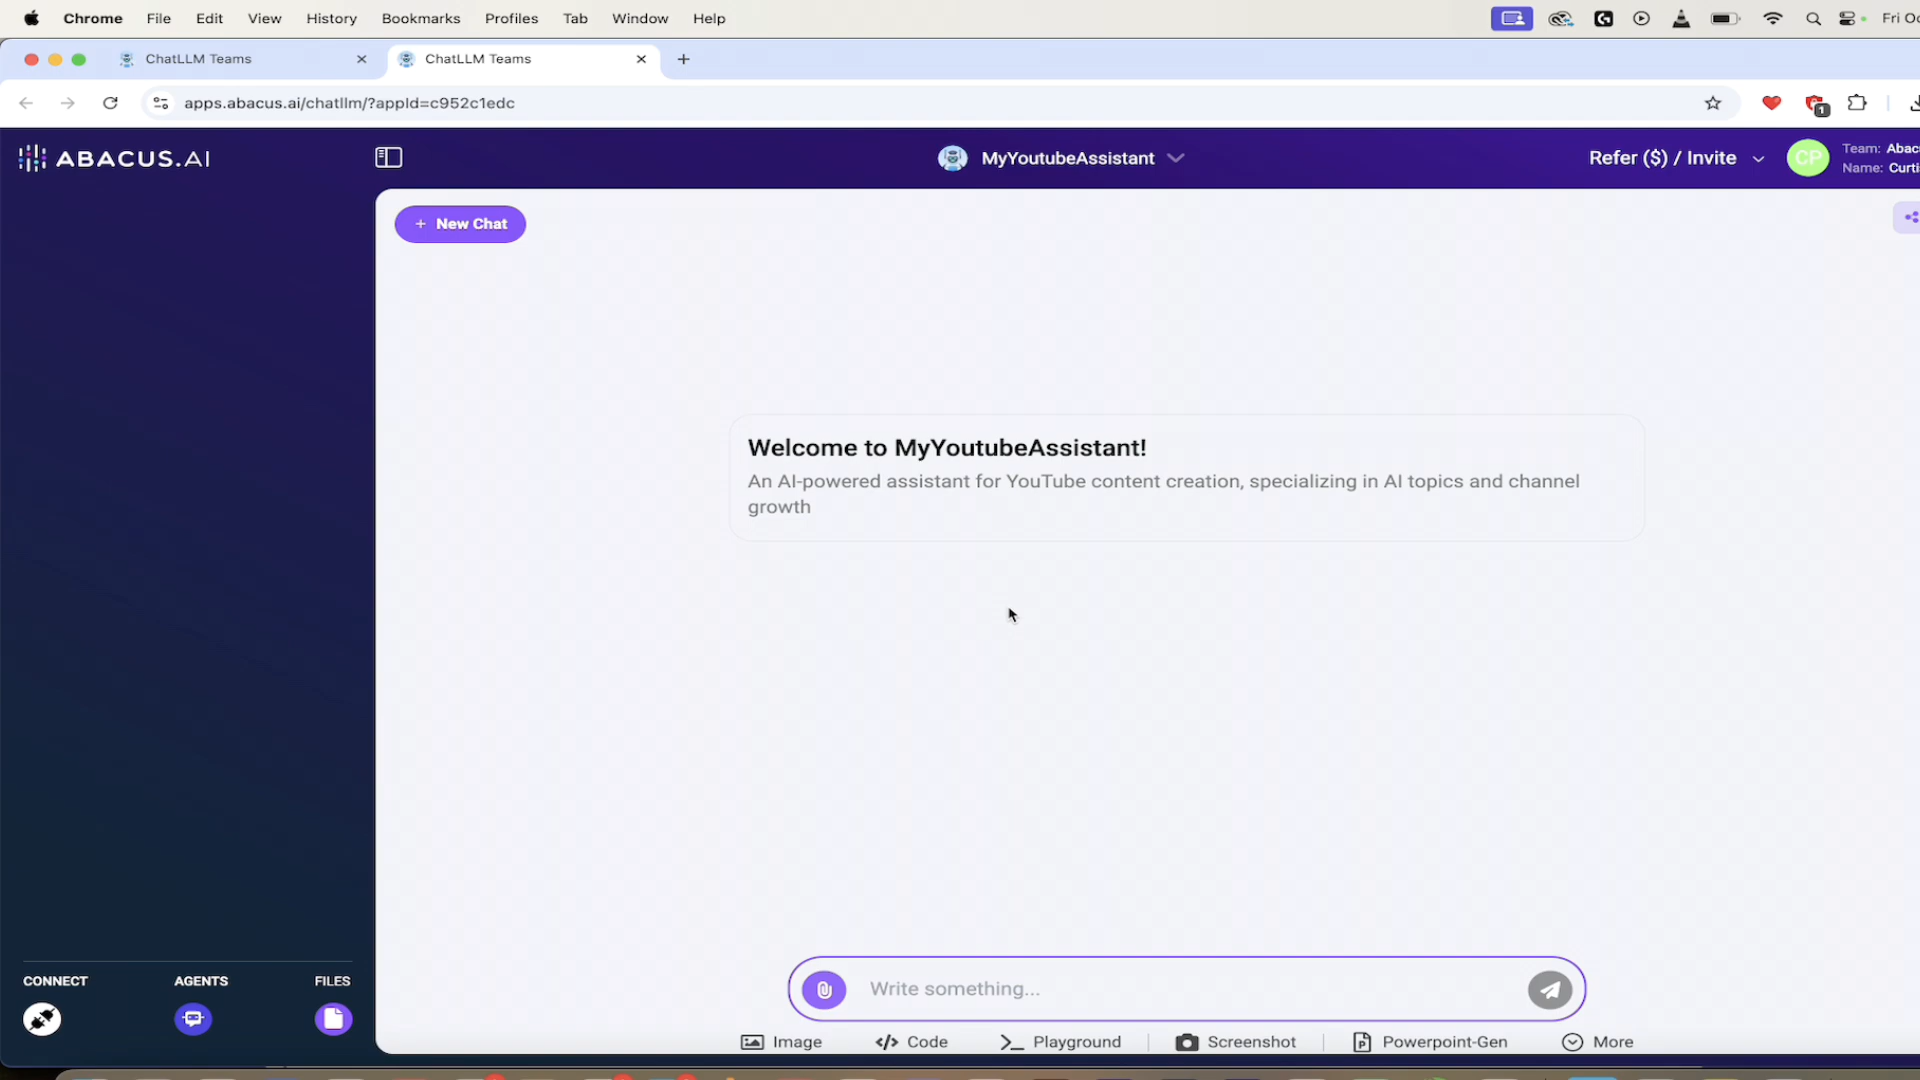 Chrome File Edit View History Bookmarks Profiles Tab Window Help Fri
ChatLLM Teams ChatLLM Teams
apps.abacus.ai/chatllm/?appId=c952c1edc 1
ABACUS.AI MyYoutubeAssistant Refer ($) / Invite CP
Team: Abac
Name: Curti
+ New Chat
Welcome to MyYoutubeAssistant!
An AI-powered assistant for YouTube content creation, specializing in AI topics and channel
growth
CONNECT AGENTS FILES
Write something...
Image Code Playground Screenshot Powerpoint-Gen More